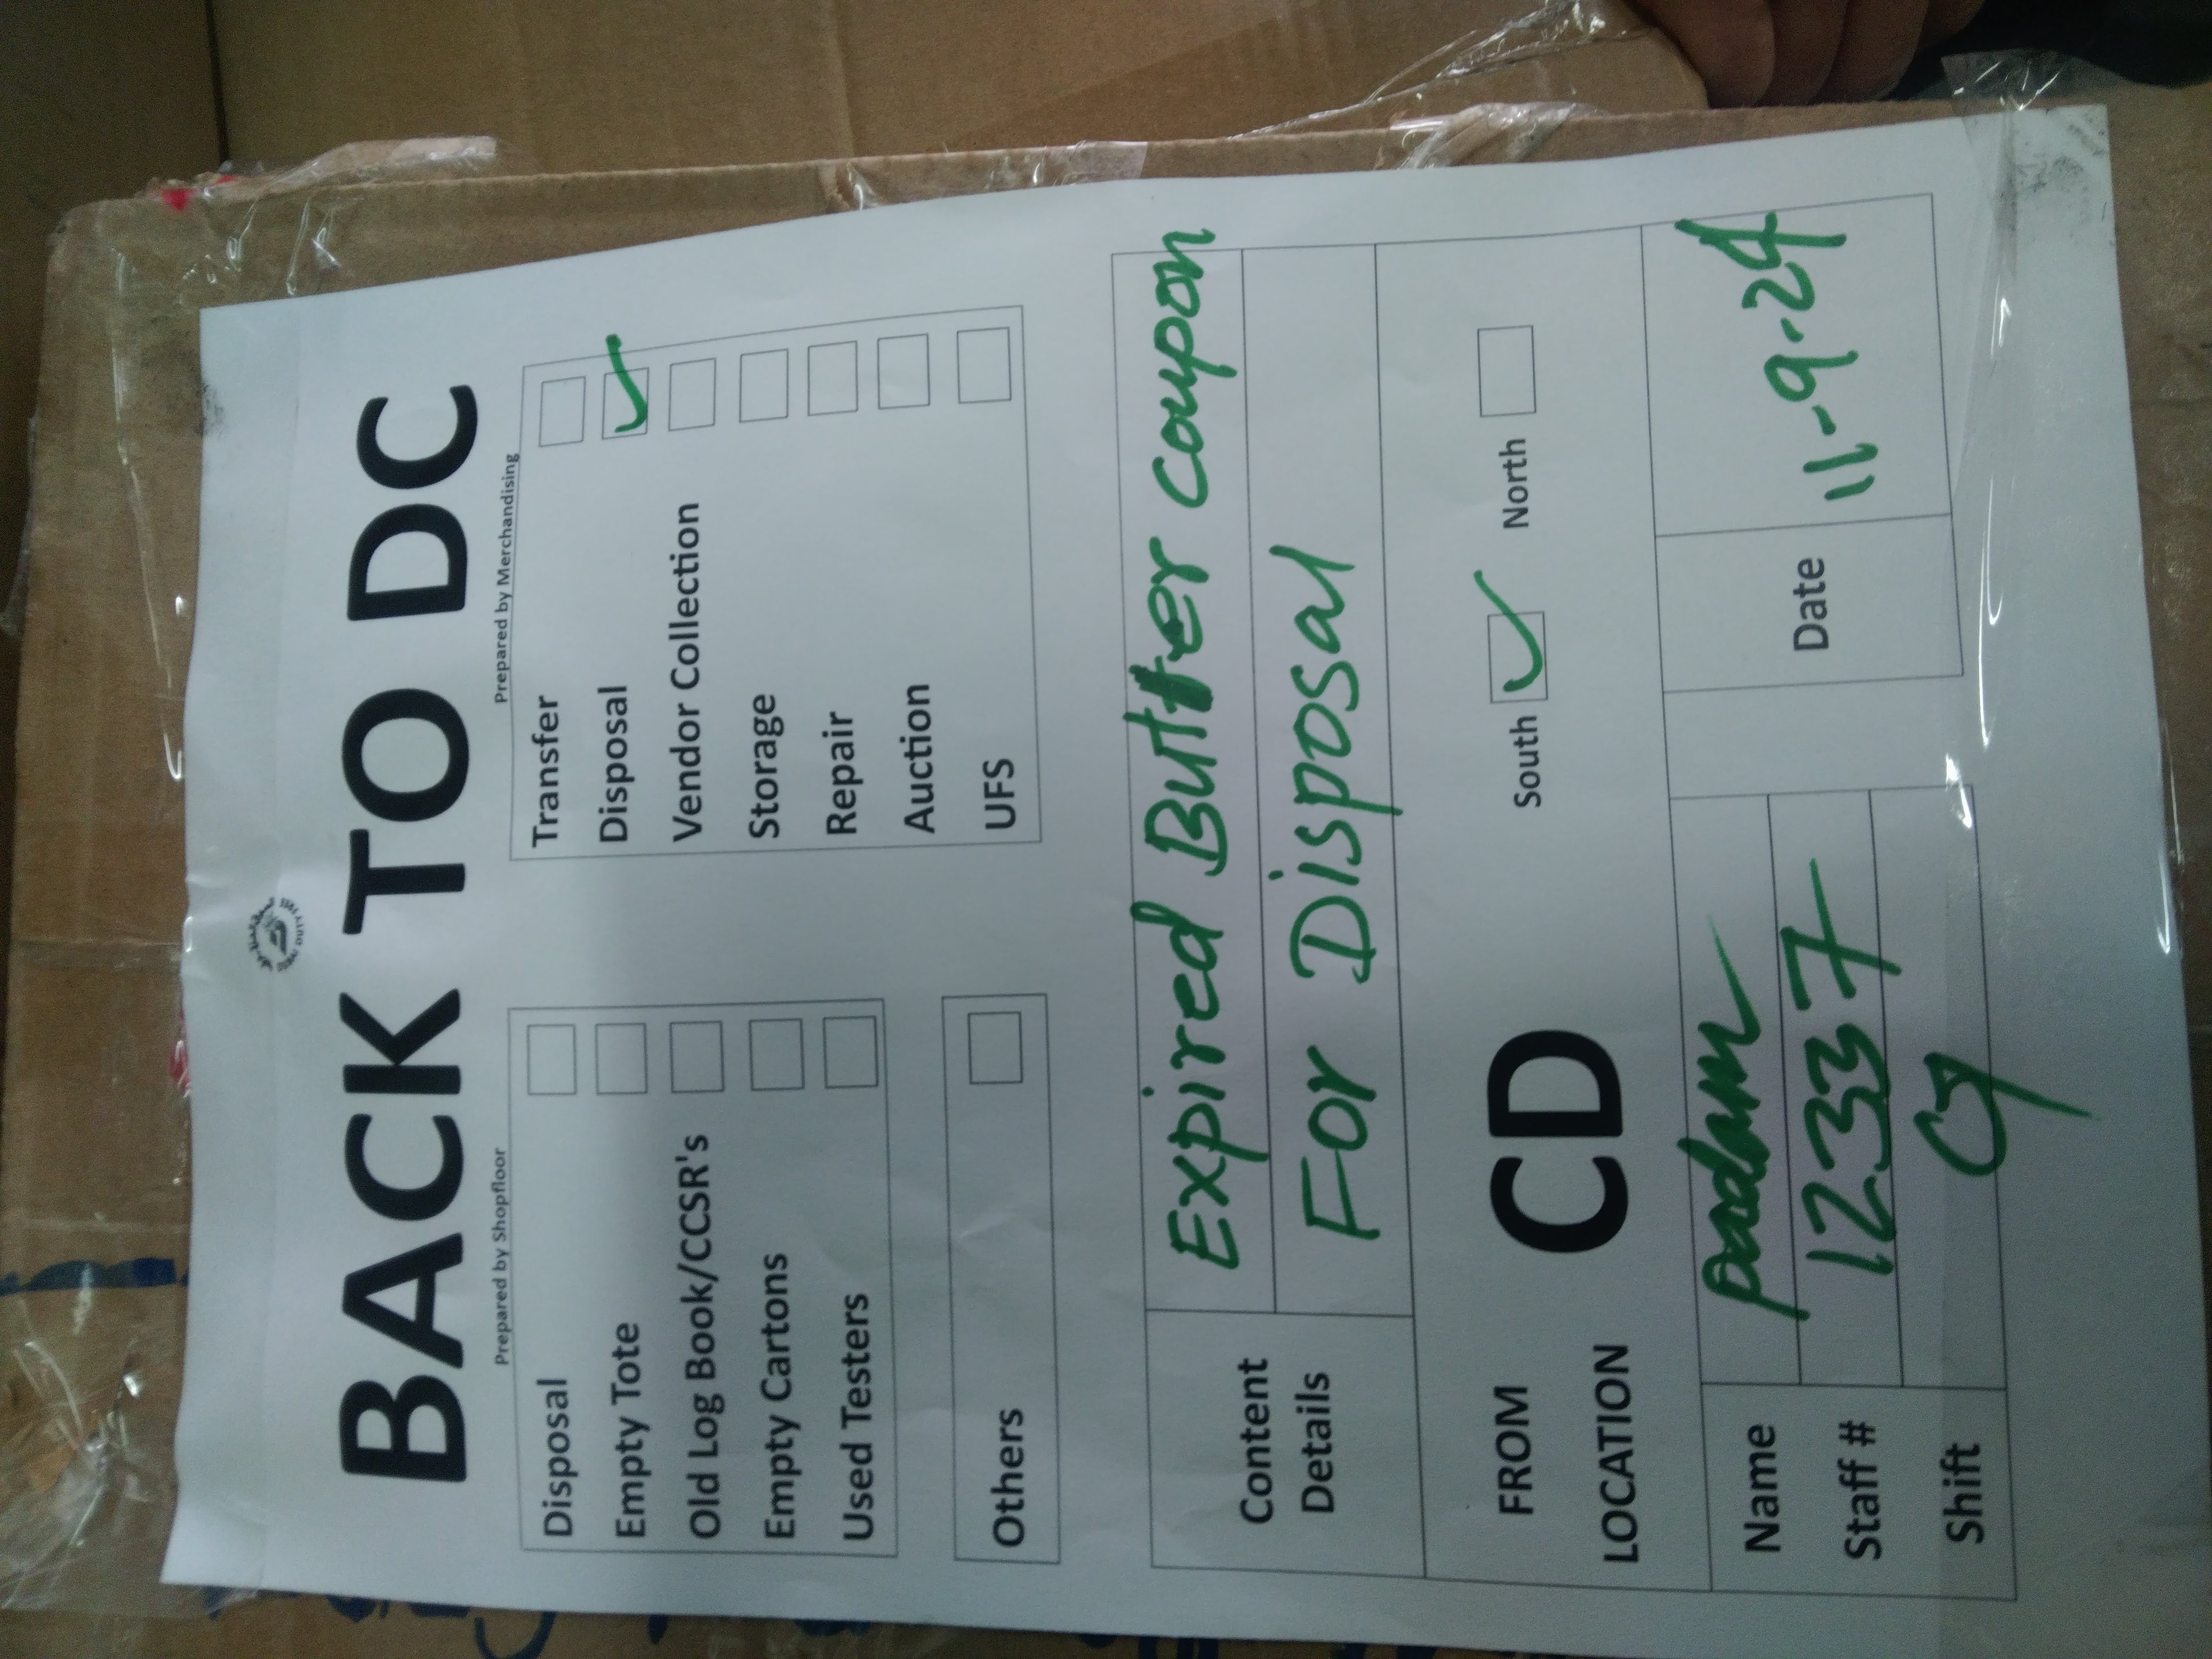 BACK TO DC
Prepared by Shopfloor
Disposal
Empty Tote
Old Log Book/CCSR's
Empty Cartons
Used Testers
Others
Prepared by Merchandising
Transfer
Disposal ✓
Vendor Collection
Storage
Repair
Auction
UFS
Content Details
Expired Butter Coupon
For Disposal
FROM LOCATION
CD
South ✓ North
Name Padam
Staff # 12337
Shift
Date 11-9-24